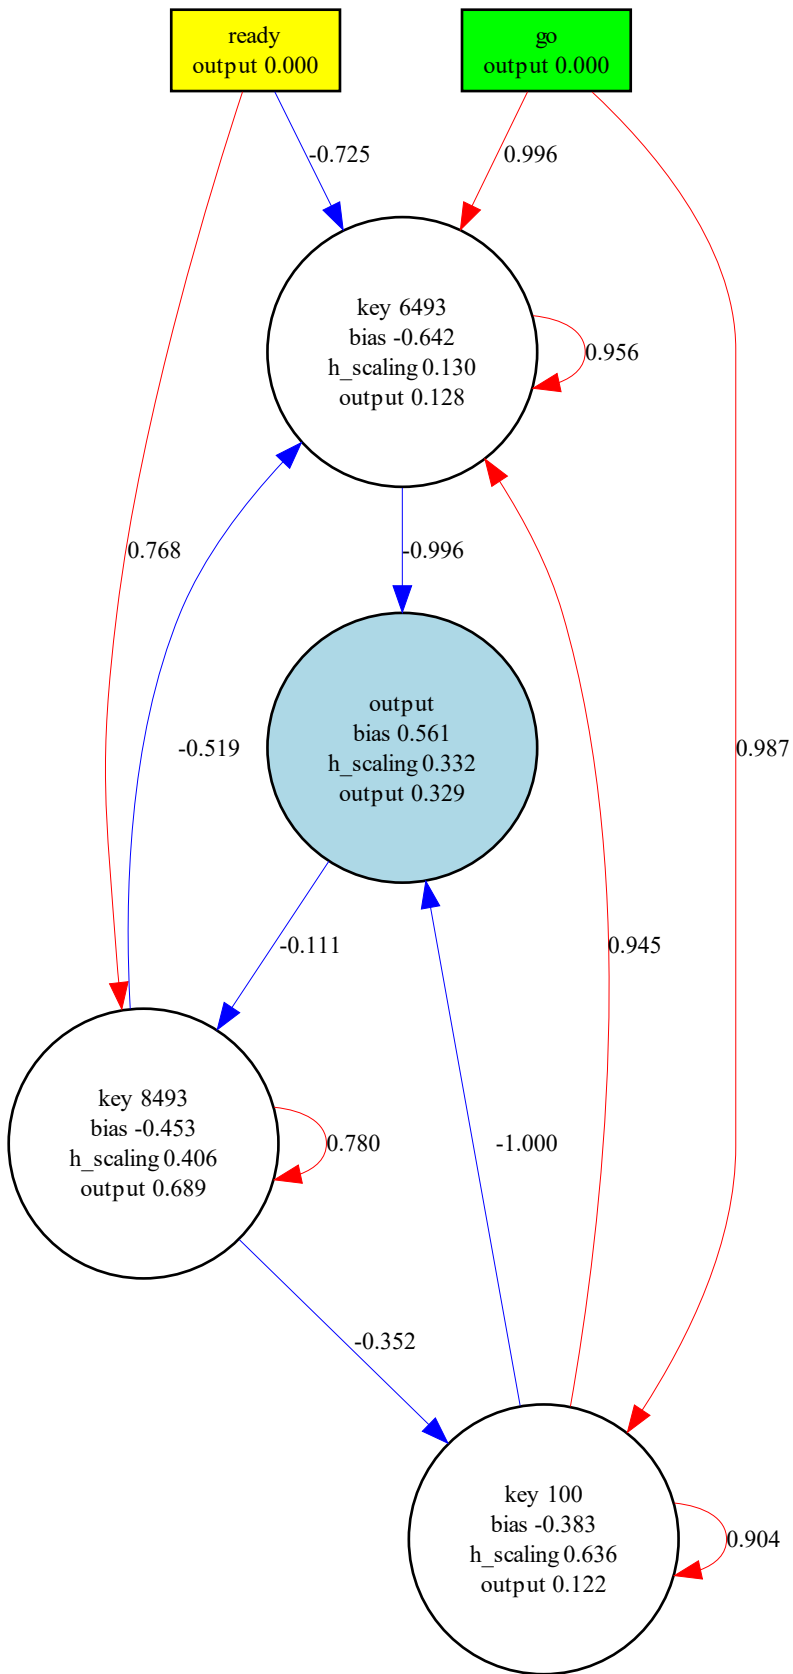 ready
output 0.000
go
output 0.000
-0.725
0.996
key 6493
bias -0.642
h_scaling 0.130
output 0.128
0.956
0.768
-0.996
output
bias 0.561
h_scaling 0.332
output 0.329
-0.519
0.987
-0.111
0.945
key 8493
bias -0.453
h_scaling 0.406
output 0.689
0.780
-1.000
-0.352
key 100
bias -0.383
h_scaling 0.636
output 0.122
0.904